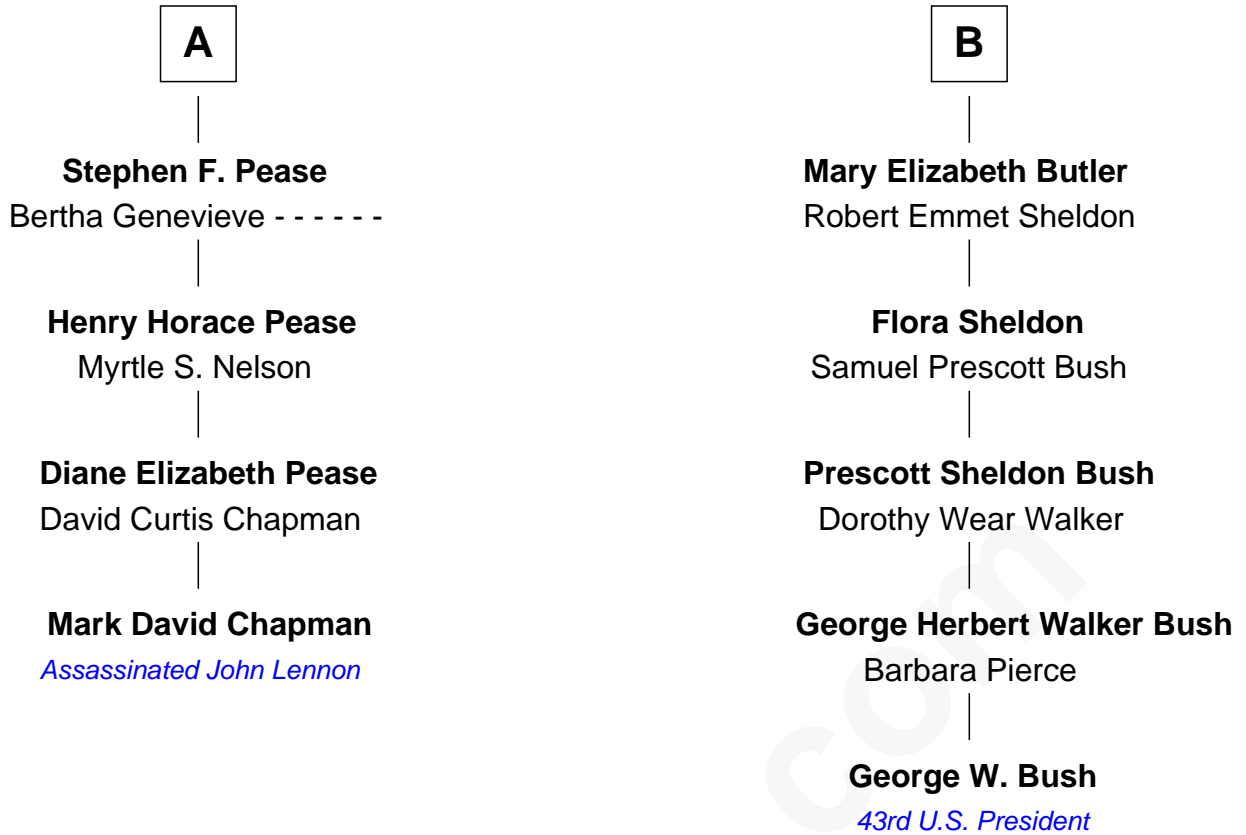 A
Stephen F. Pease
Bertha Genevieve - - - - - -
Henry Horace Pease
Myrtle S. Nelson
Diane Elizabeth Pease
David Curtis Chapman
Mark David Chapman
Assassinated John Lennon
B
Mary Elizabeth Butler
Robert Emmet Sheldon
Flora Sheldon
Samuel Prescott Bush
Prescott Sheldon Bush
Dorothy Wear Walker
George Herbert Walker Bush
Barbara Pierce
George W. Bush
43rd U.S. President
com